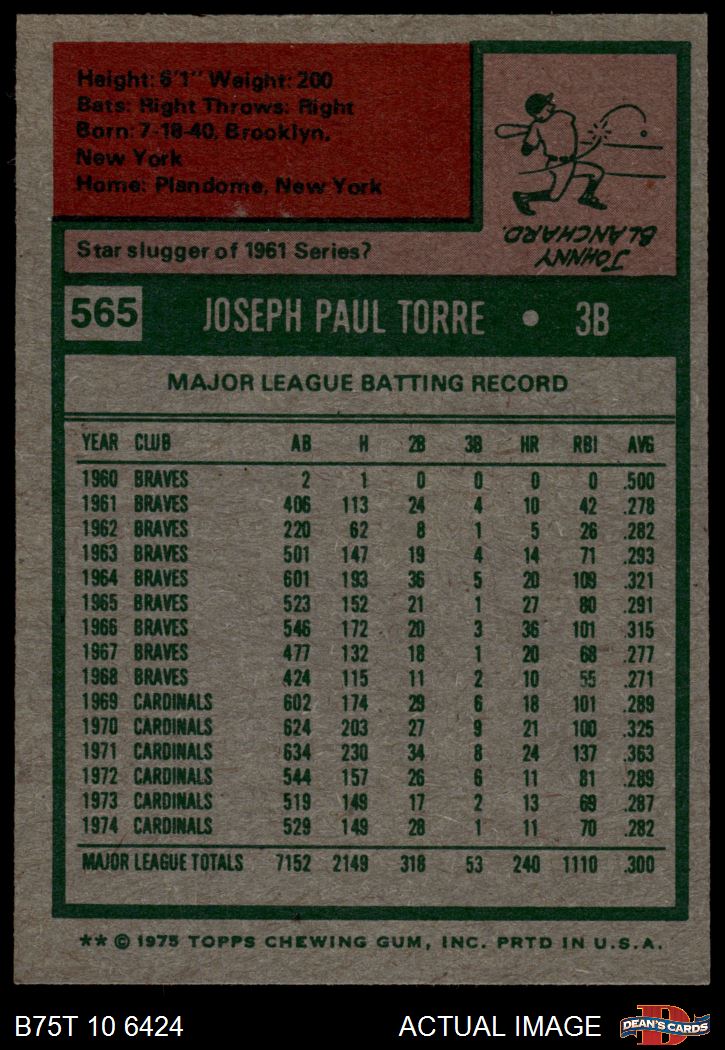 Height: 6'1" Weight: 200
Bats: Right Throws: Right
Born: 7-18-40, Brooklyn,
New York
Home: Plandome, New York
Star slugger of 1961 Series?
JOHNNY
BLANCHARD.
565 JOSEPH PAUL TORRE • 3B
MAJOR LEAGUE BATTING RECORD
YEAR CLUB AB H 2B 3B HR RBI AVG
1960 BRAVES 2 1 0 0 0 0 .500
1961 BRAVES 406 113 24 4 10 42 .278
1962 BRAVES 220 62 8 1 5 26 .282
1963 BRAVES 501 147 19 4 14 71 .293
1964 BRAVES 601 193 36 5 20 109 .321
1965 BRAVES 523 152 21 1 27 80 .291
1966 BRAVES 546 172 20 3 36 101 .315
1967 BRAVES 477 132 18 1 20 68 .277
1968 BRAVES 424 115 11 2 10 55 .271
1969 CARDINALS 602 174 29 6 18 101 .289
1970 CARDINALS 624 203 27 9 21 100 .325
1971 CARDINALS 634 230 34 8 24 137 .363
1972 CARDINALS 544 157 26 6 11 81 .289
1973 CARDINALS 519 149 17 2 13 69 .287
1974 CARDINALS 529 149 28 1 11 70 .282
MAJOR LEAGUE TOTALS 7152 2149 318 53 240 1110 .300
** © 1975 TOPPS CHEWING GUM, INC. PRTD IN U.S.A.
B75T 10 6424 ACTUAL IMAGE
D
DEAN'S CARDS